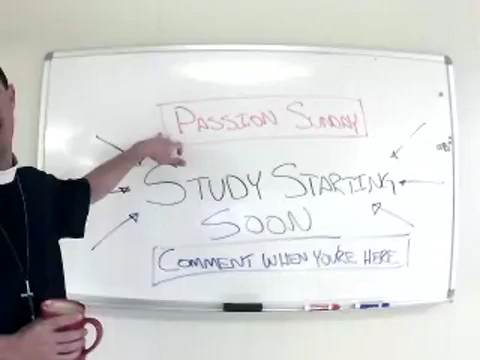 PASSION SUNDAY
STUDY STARTING
SOON
COMMENT WHEN YOU'RE HERE